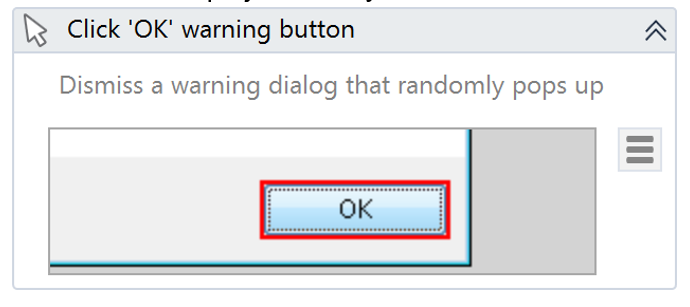 Click 'OK' warning button
Dismiss a warning dialog that randomly pops up
OK